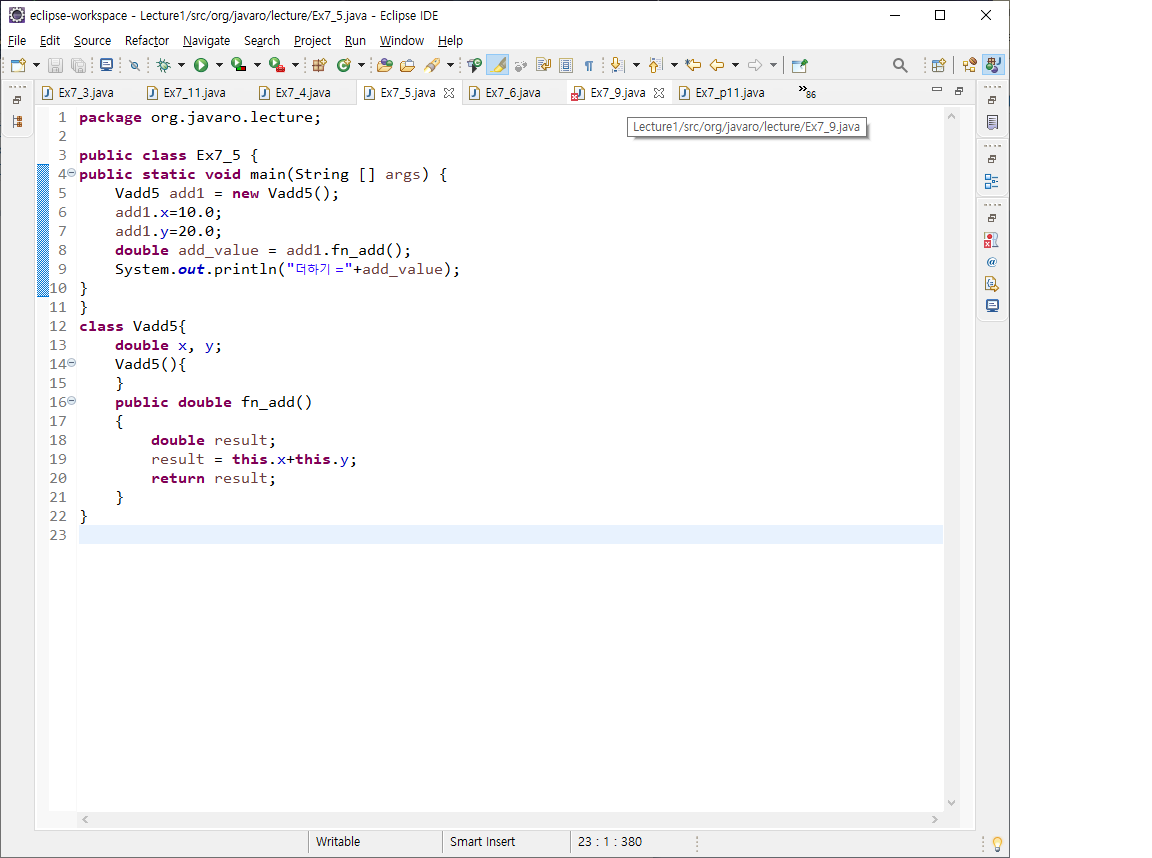 eclipse-workspace - Lecture1/src/org/javaro/lecture/Ex7_5.java - Eclipse IDE
File Edit Source Refactor Navigate Search Project Run Window Help
Ex7_3.java Ex7_11.java Ex7_4.java Ex7_5.java Ex7_6.java Ex7_9.java Ex7_p11.java »86
Lecture1/src/org/javaro/lecture/Ex7_9.java
1 package org.javaro.lecture;
2
3 public class Ex7_5 {
4 public static void main(String [] args) {
5 Vadd5 add1 = new Vadd5();
6 add1.x=10.0;
7 add1.y=20.0;
8 double add_value = add1.fn_add();
9 System.out.println("더하기 ="+add_value);
10 }
11 }
12 class Vadd5{
13 double x, y;
14 Vadd5(){
15 }
16 public double fn_add()
17 {
18 double result;
19 result = this.x+this.y;
20 return result;
21 }
22 }
23
Writable Smart Insert 23 : 1 : 380